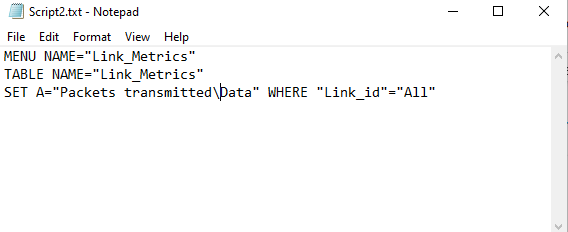 Script2.txt - Notepad
File Edit Format View Help
MENU NAME="Link_Metrics"
TABLE NAME="Link_Metrics"
SET A="Packets transmitted\Data" WHERE "Link_id"="All"